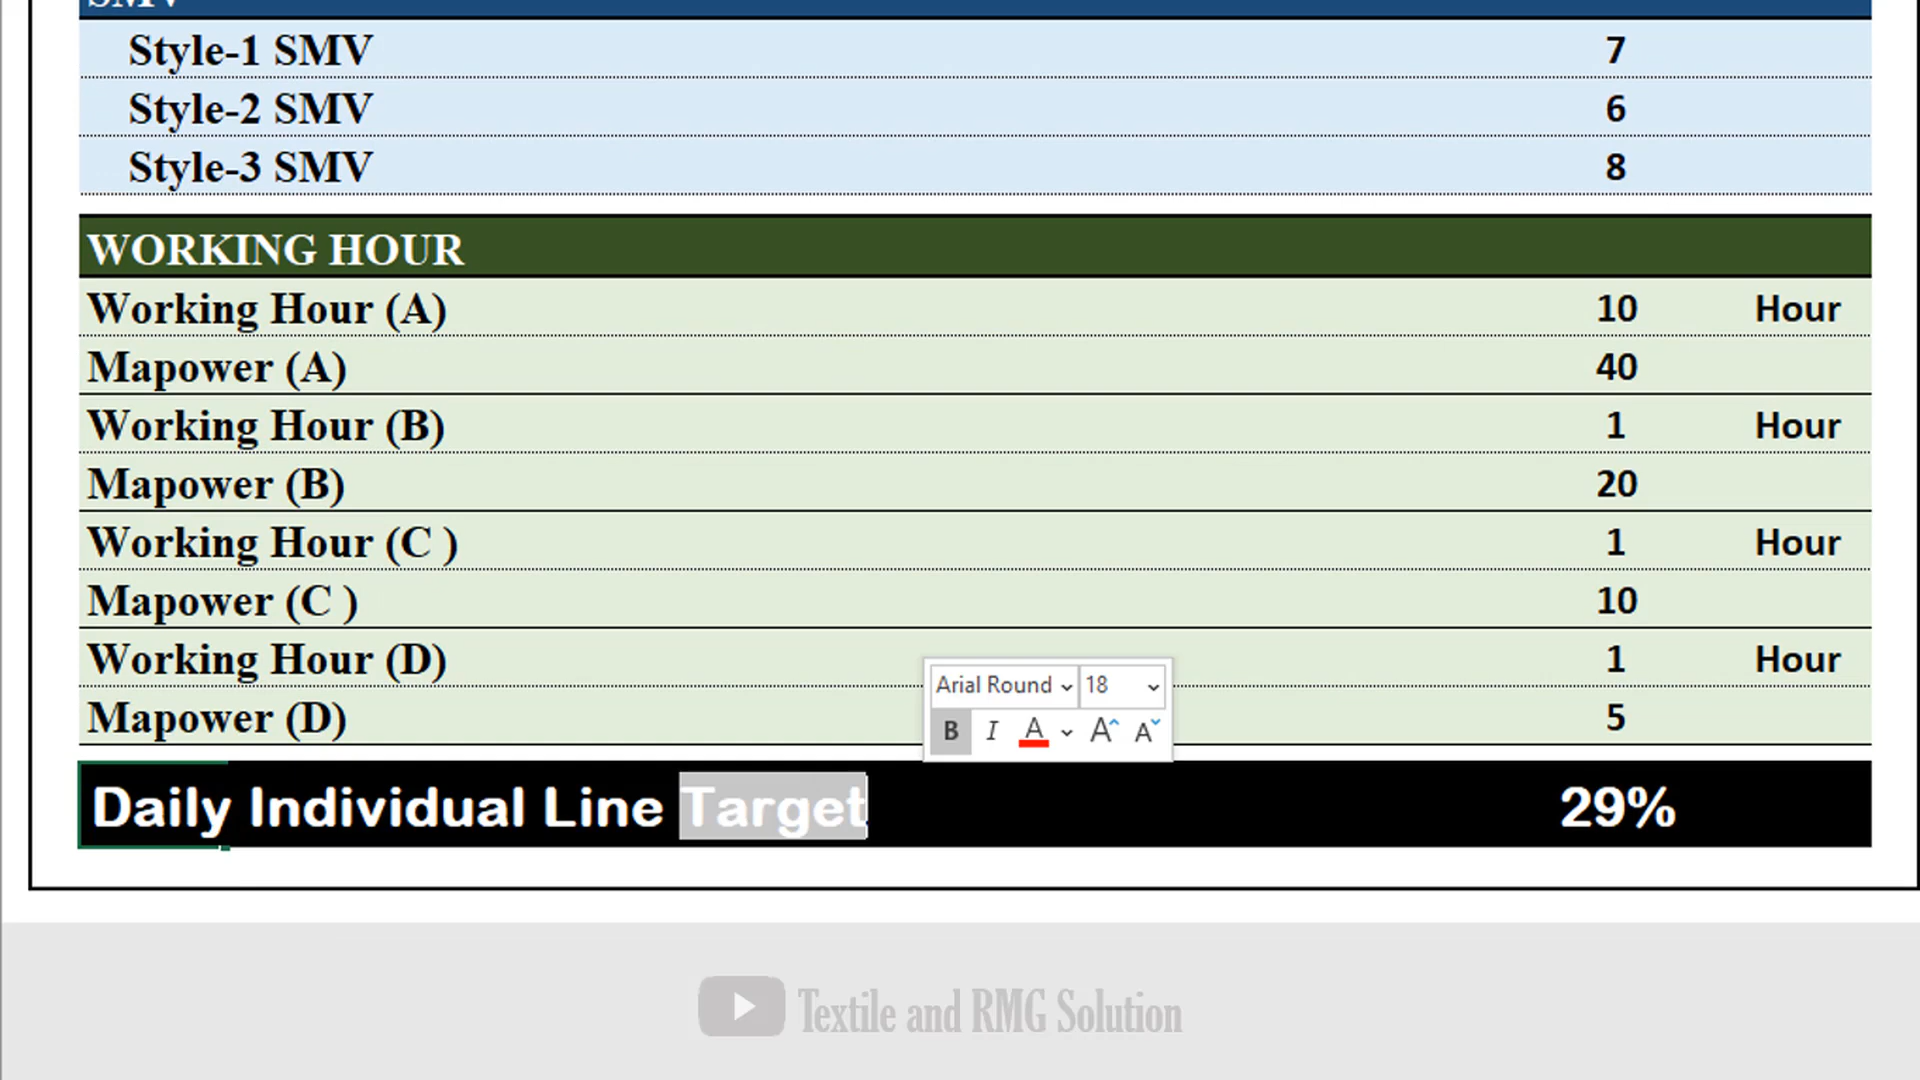 SMV
Style-1 SMV 7
Style-2 SMV 6
Style-3 SMV 8
WORKING HOUR
Working Hour (A) 10 Hour
Mapower (A) 40
Working Hour (B) 1 Hour
Mapower (B) 20
Working Hour (C ) 1 Hour
Mapower (C ) 10
Working Hour (D) 1 Hour
Arial Round 18
B I A A A
Mapower (D) 5
Daily Individual Line Target 29%
Textile and RMG Solution